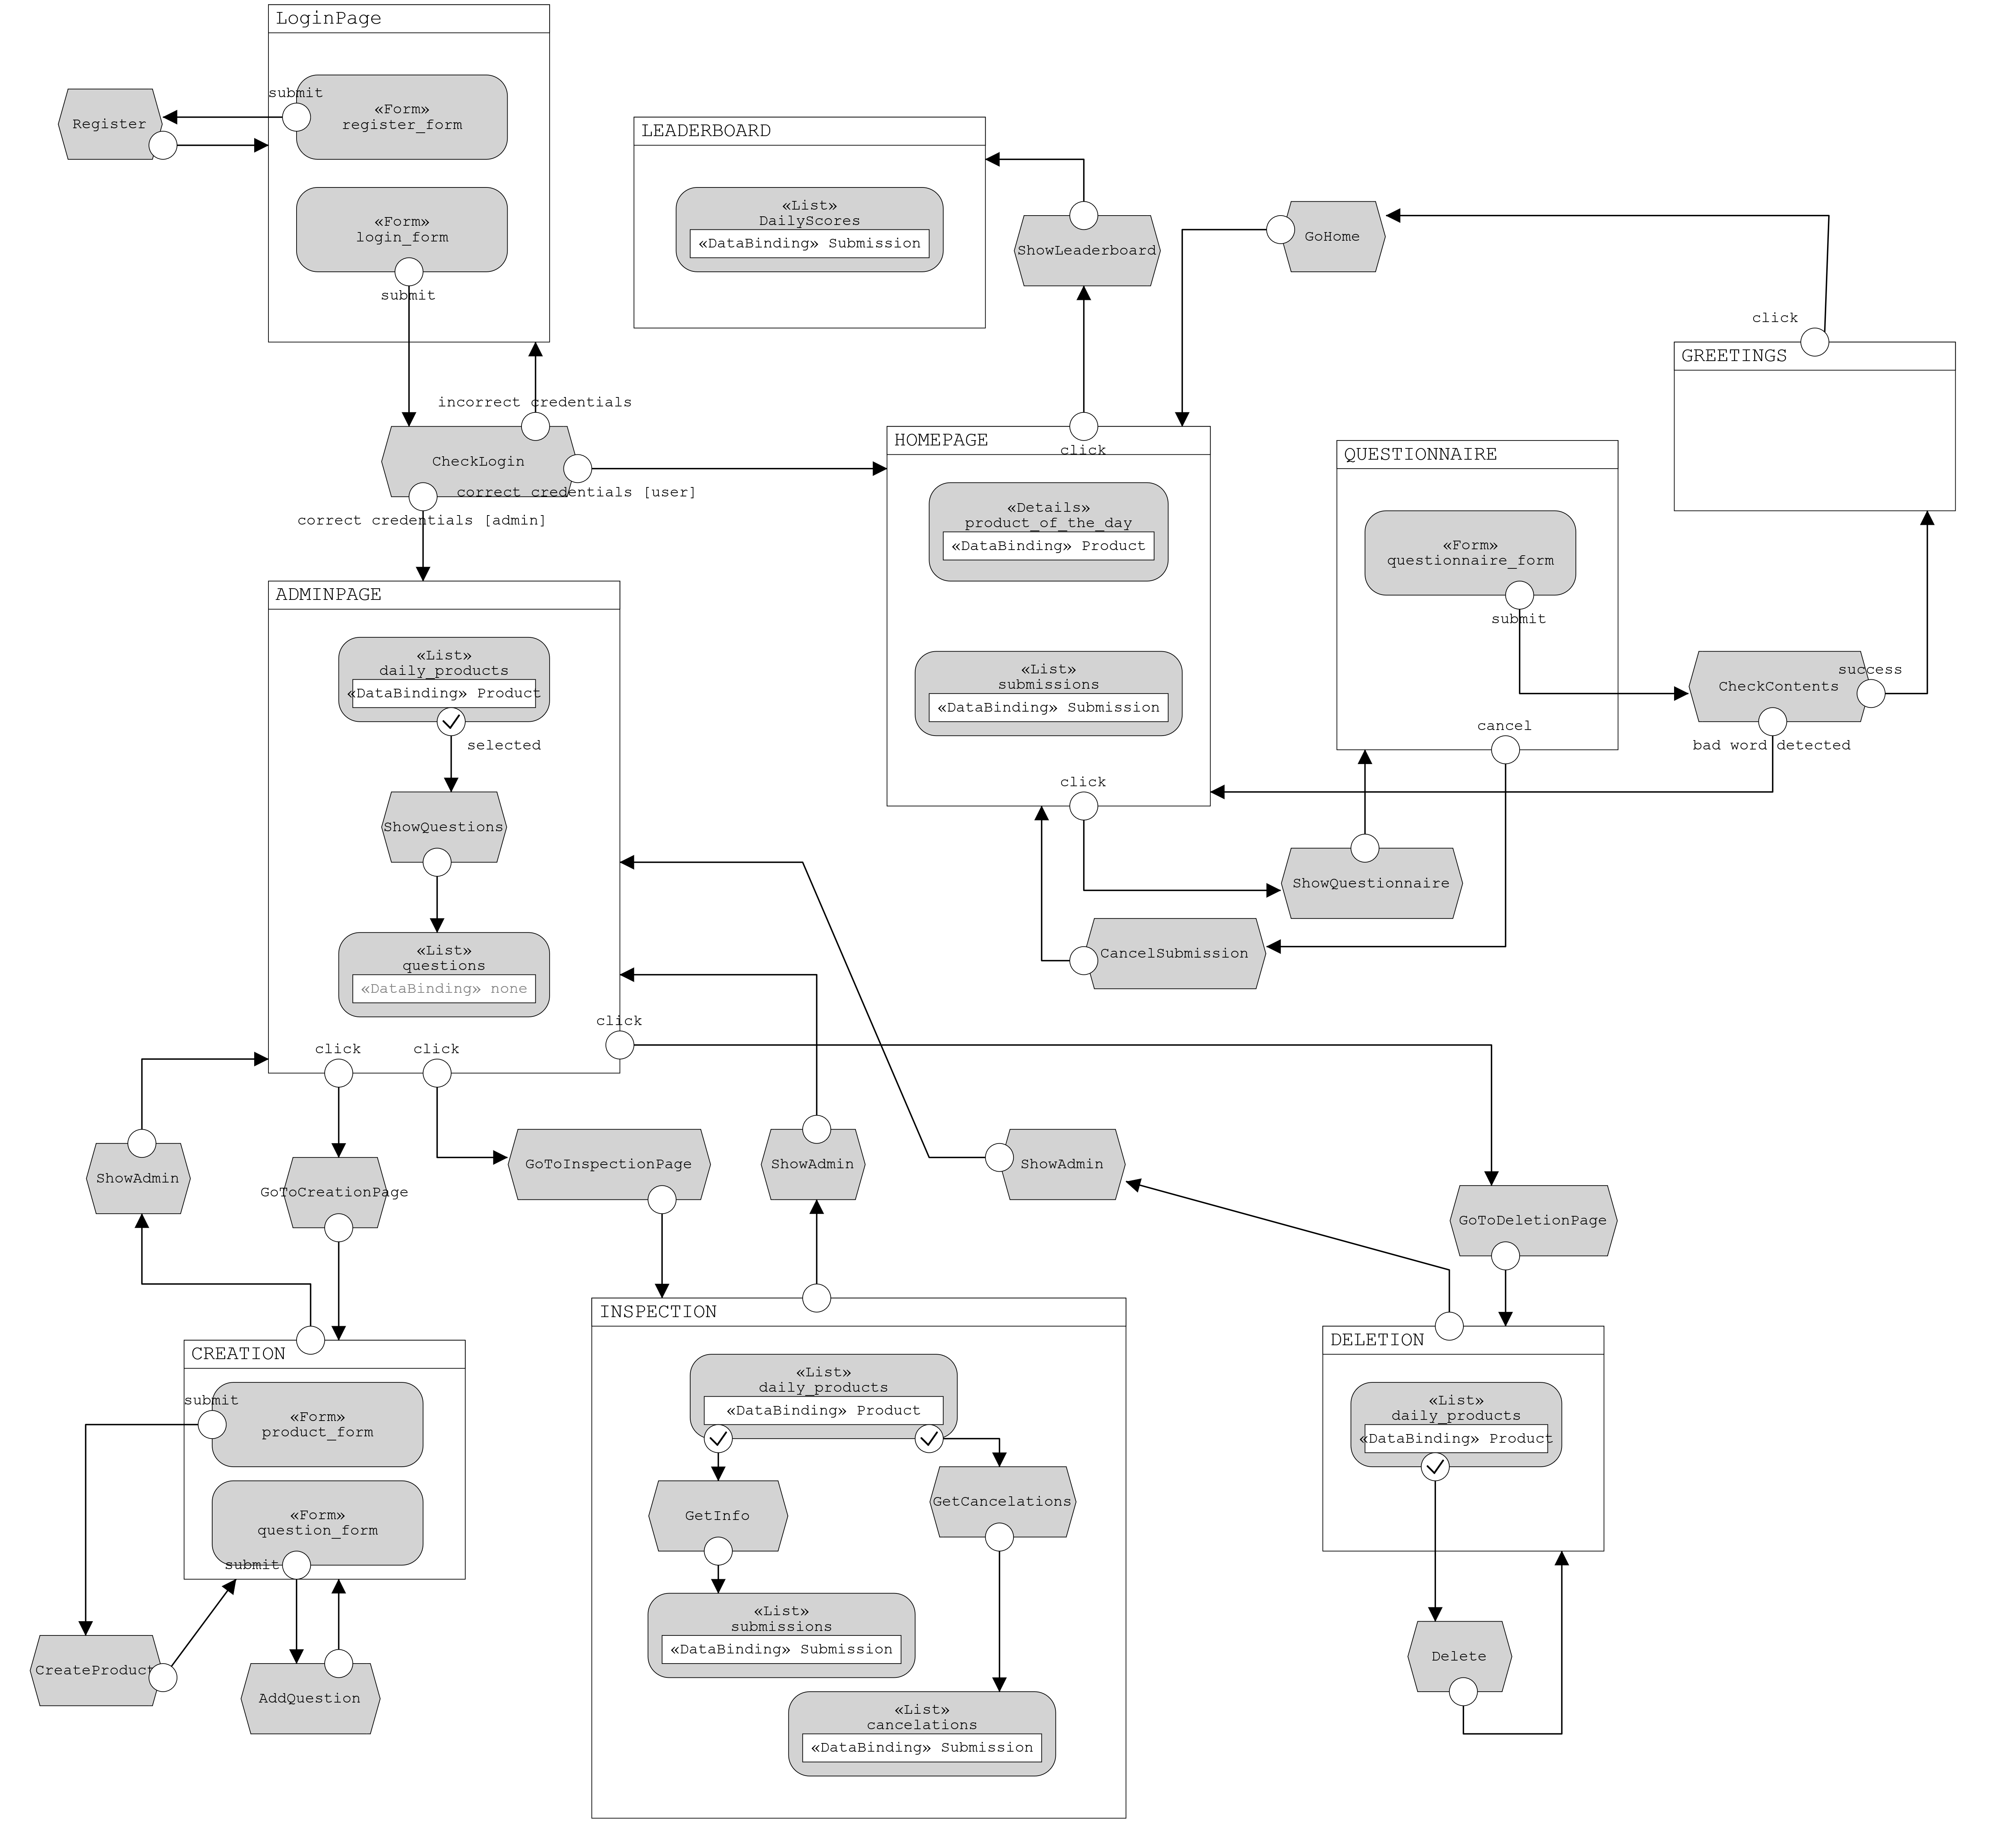 LoginPage
submit
«Form»
register_form
Register
«Form»
login_form
submit
LEADERBOARD
«List»
DailyScores
«DataBinding» Submission
ShowLeaderboard
GoHome
click
GREETINGS
incorrect credentials
CheckLogin
correct credentials [user]
correct credentials [admin]
HOMEPAGE
click
«Details»
product_of_the_day
«DataBinding» Product
«List»
submissions
«DataBinding» Submission
click
QUESTIONNAIRE
«Form»
questionnaire_form
submit
cancel
CheckContents
success
bad word detected
ShowQuestionnaire
CancelSubmission
ADMINPAGE
«List»
daily_products
«DataBinding» Product
selected
ShowQuestions
«List»
questions
«DataBinding» none
click
click
click
ShowAdmin
GoToCreationPage
GoToInspectionPage
ShowAdmin
ShowAdmin
GoToDeletionPage
CREATION
submit
«Form»
product_form
«Form»
question_form
submit
CreateProduct
AddQuestion
INSPECTION
«List»
daily_products
«DataBinding» Product
GetInfo
GetCancelations
«List»
submissions
«DataBinding» Submission
«List»
cancelations
«DataBinding» Submission
DELETION
«List»
daily_products
«DataBinding» Product
Delete